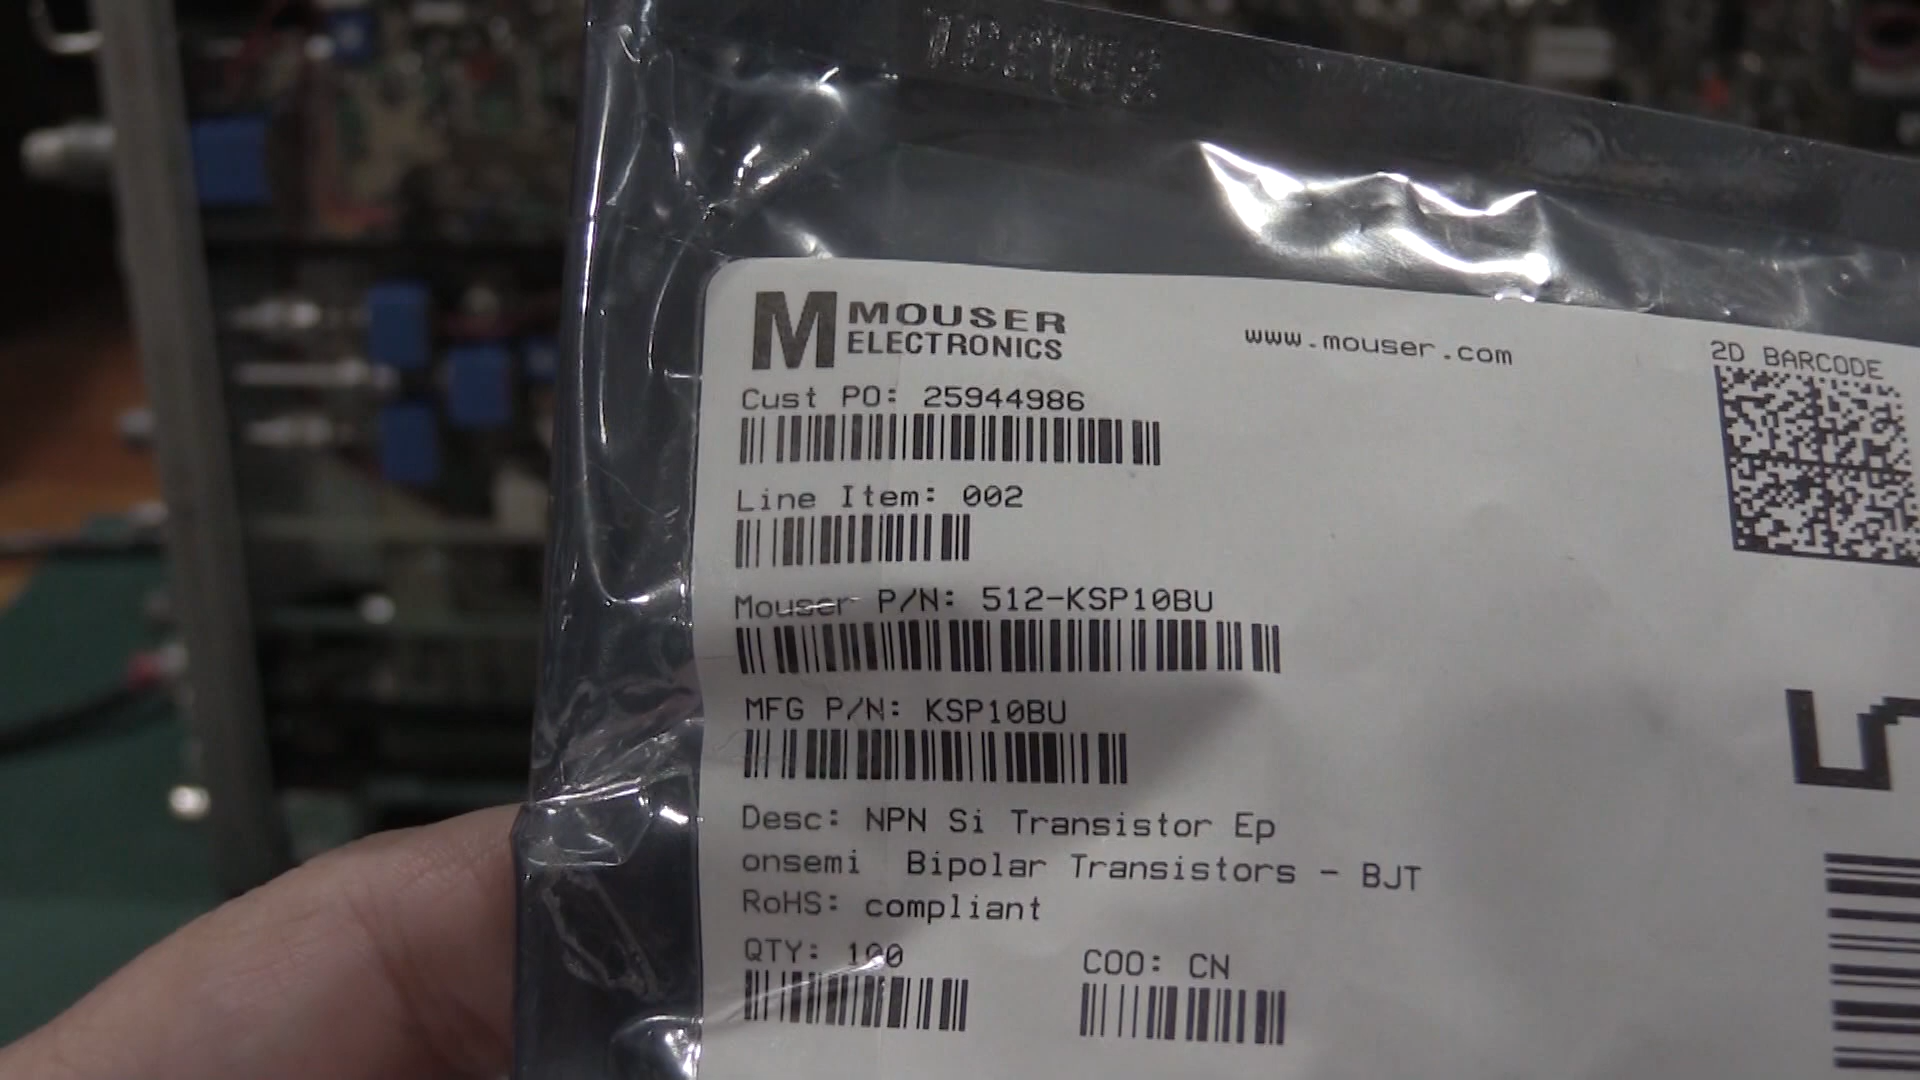 M MOUSER
ELECTRONICS
www.mouser.com
2D BARCODE
Cust PO: 25944986
Line Item: 002
Mouser P/N: 512-KSP10BU
MFG P/N: KSP10BU
Desc: NPN Si Transistor Ep
onsemi Bipolar Transistors - BJT
RoHS: compliant
QTY: 100
COO: CN
5